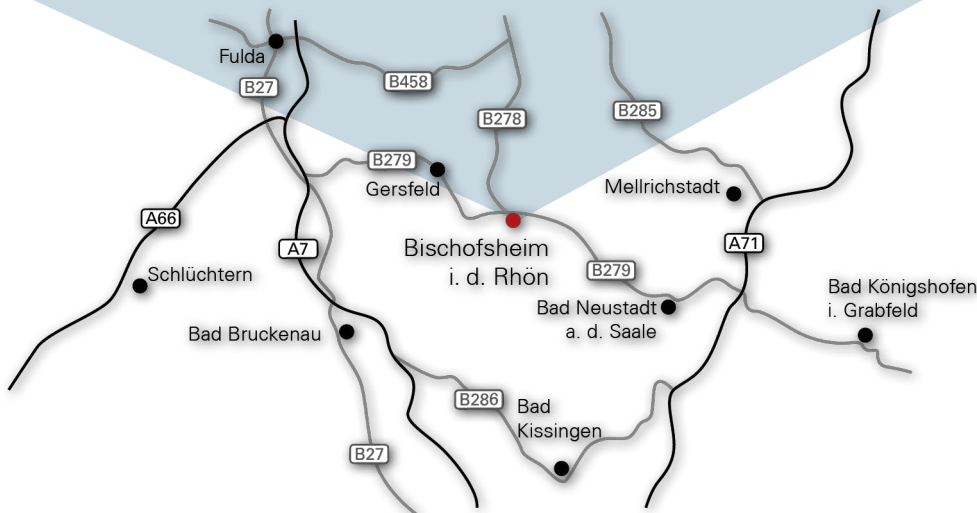 Fulda
B27
B458
B278
B285
B279
Gersfeld
Mellrichstadt
A66
A7
A71
Bischofsheim
i. d. Rhön
B279
Schlüchtern
Bad Königshofen
i. Grabfeld
Bad Neustadt
a. d. Saale
Bad Bruckenau
B286
Bad
Kissingen
B27